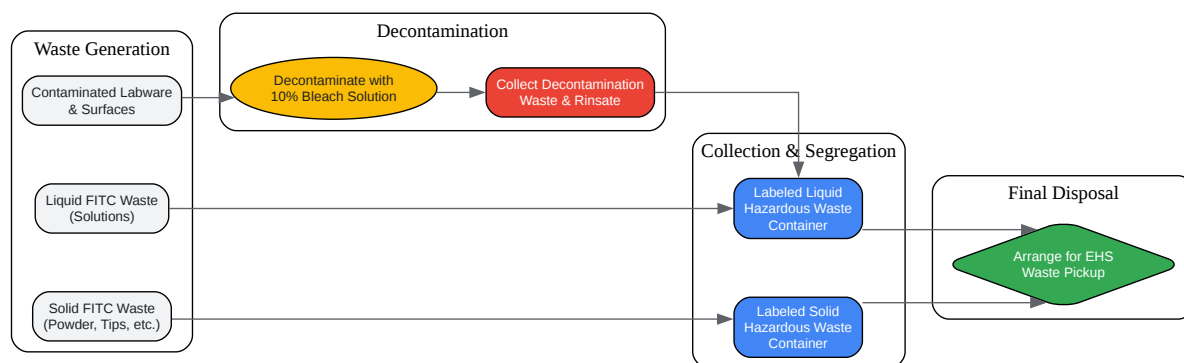 Waste Generation
Contaminated Labware
& Surfaces
Liquid FITC Waste
(Solutions)
Solid FITC Waste
(Powder, Tips, etc.)
Decontamination
Decontaminate with
10% Bleach Solution
Collect Decontamination
Waste & Rinsate
Collection & Segregation
Labeled Liquid
Hazardous Waste
Container
Labeled Solid
Hazardous Waste
Container
Final Disposal
Arrange for EHS
Waste Pickup